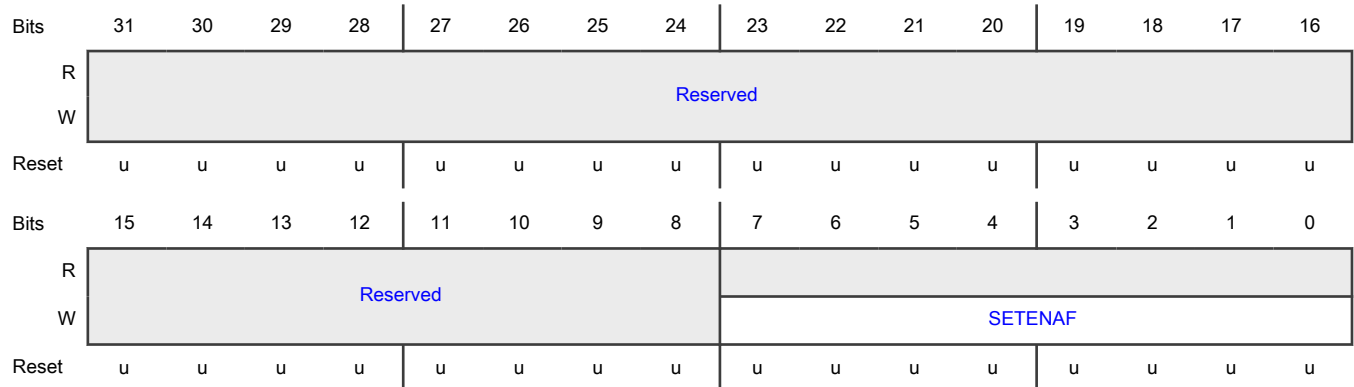 Bits 31 30 29 28 27 26 25 24 23 22 21 20 19 18 17 16
R
Reserved
W
Reset u u u u u u u u u u u u u u u u
Bits 15 14 13 12 11 10 9 8 7 6 5 4 3 2 1 0
R
Reserved
W SETENAF
Reset u u u u u u u u u u u u u u u u